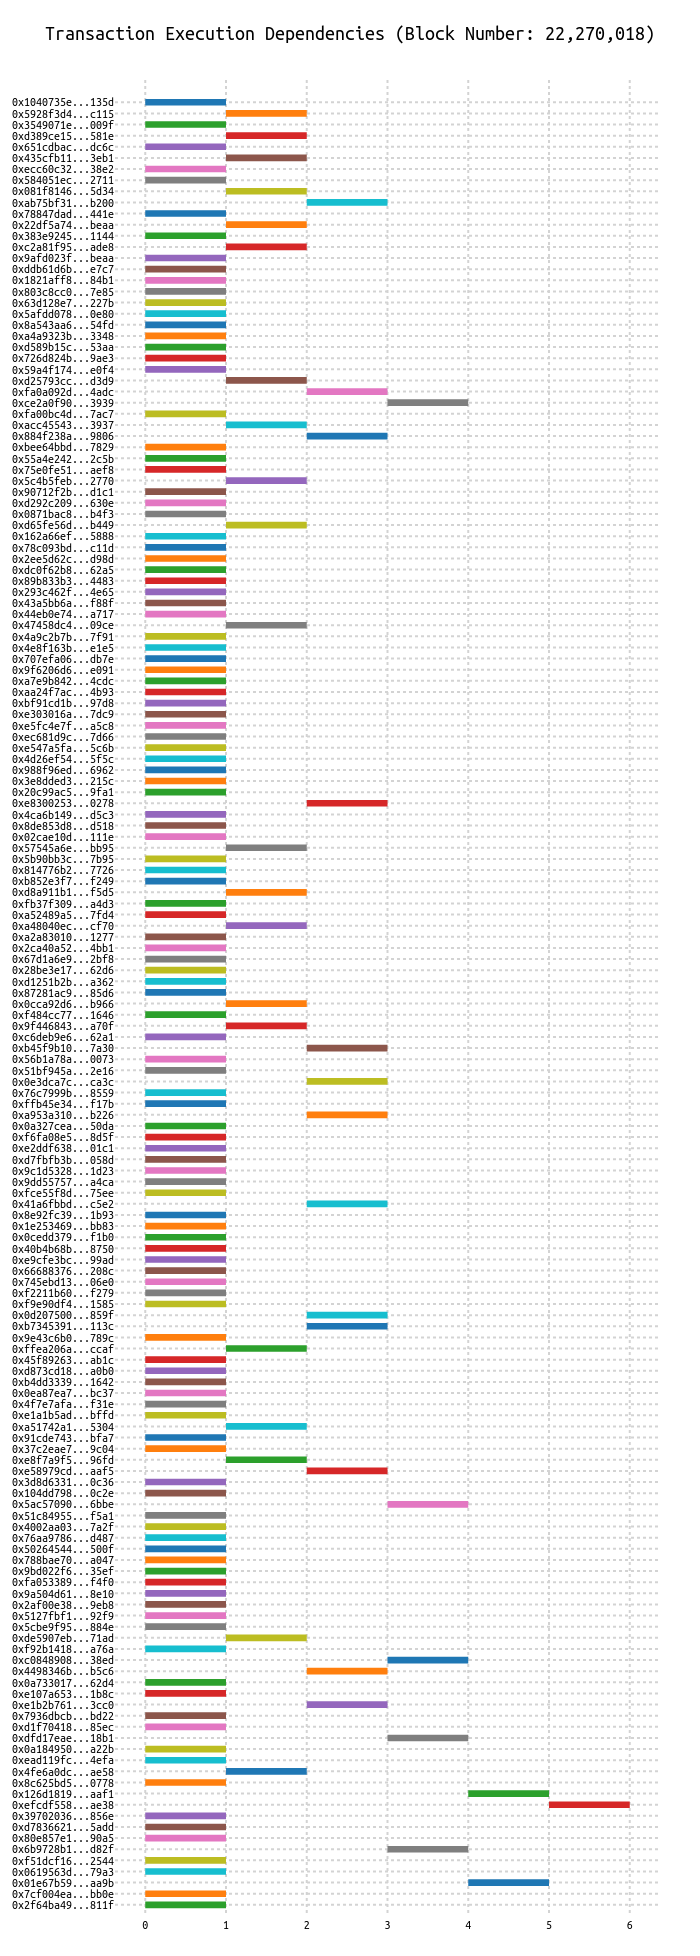 Transaction Execution Dependencies (Block Number: 22,270,018)
0x1040735e...135d
0x5928f3d4...c115
0x3549071e...009f
0xd389ce15...581e
0x651cdbac...dc6c
0x435cfb11...3eb1
0xecc60c32...38e2
0x584051ec...2711
0x081f8146...5d34
0xab75bf31...b200
0x78847dad...441e
0x22df5a74...beaa
0x383e9245...1144
0xc2a81f95...ade8
0x9afd023f...beaa
0xddb61d6b...e7c7
0x1821aff8...84b1
0x803c8cc0...7e85
0x63d128e7...227b
0x5afdd078...0e80
0x8a543aa6...54fd
0xa4a9323b...3348
0xd589b15c...53aa
0x726d824b...9ae3
0x59a4f174...e0f4
0xd25793cc...d3d9
0xfa0a092d...4adc
0xce2a0f90...3939
0xfa00bc4d...7ac7
0xacc45543...3937
0x884f238a...9806
0xbee64bbd...7829
0x55a4e242...2c5b
0x75e0fe51...aef8
0x5c4b5feb...2770
0x90712f2b...d1c1
0xd292c209...630e
0x0871bac8...b4f3
0xd65fe56d...b449
0x162a66ef...5888
0x78c093bd...c11d
0x2ee5d62c...d98d
0xdc0f62b8...62a5
0x89b833b3...4483
0x293c462f...4e65
0x43a5bb6a...f88f
0x44eb0e74...a717
0x47458dc4...09ce
0x4a9c2b7b...7f91
0x4e8f163b...e1e5
0x707efa06...db7e
0x9f6206d6...e091
0xa7e9b842...4cdc
0xaa24f7ac...4b93
0xbf91cd1b...97d8
0xe303016a...7dc9
0xe5fc4e7f...a5c8
0xec681d9c...7d66
0xe547a5fa...5c6b
0x4d26ef54...5f5c
0x988f96ed...6962
0x3e8dded3...215c
0x20c99ac5...9fa1
0xe8300253...0278
0x4ca6b149...d5c3
0x8de853d8...d518
0x02cae10d...111e
0x57545a6e...bb95
0x5b90bb3c...7b95
0x814776b2...7726
0xb852e3f7...f249
0xd8a911b1...f5d5
0xfb37f309...a4d3
0xa52489a5...7fd4
0xa48040ec...cf70
0xa2a83010...1277
0x2ca40a52...4bb1
0x67d1a6e9...2bf8
0x28be3e17...62d6
0xd1251b2b...a362
0x87281ac9...85d6
0x0cca92d6...b966
0xf484cc77...1646
0x9f446843...a70f
0xc6deb9e6...62a1
0xb45f9b10...7a30
0x56b1a78a...0073
0x51bf945a...2e16
0x0e3dca7c...ca3c
0x76c7999b...8559
0xffb45e34...f17b
0xa953a310...b226
0x0a327cea...50da
0xf6fa08e5...8d5f
0xe2ddf638...01c1
0xd7fbfb3b...058d
0x9c1d5328...1d23
0x9dd55757...a4ca
0xfce55f8d...75ee
0x41a6fbbd...c5e2
0x8e92fc39...1b93
0x1e253469...bb83
0x0cedd379...f1b0
0x40b4b68b...8750
0xe9cfe3bc...99ad
0x66688376...208c
0x745ebd13...06e0
0xf2211b60...f279
0xf9e90df4...1585
0x0d207500...859f
0xb7345391...113c
0x9e43c6b0...789c
0xffea206a...ccaf
0x45f89263...ab1c
0xd873cd18...a0b0
0xb4dd3339...1642
0x0ea87ea7...bc37
0x4f7e7afa...f31e
0xe1a1b5ad...bffd
0xa51742a1...5304
0x91cde743...bfa7
0x37c2eae7...9c04
0xe8f7a9f5...96fd
0xe58979cd...aaf5
0x3d8d6331...0c36
0x104dd798...0c2e
0x5ac57090...6bbe
0x51c84955...f5a1
0x4002aa03...7a2f
0x76aa9786...d487
0x50264544...500f
0x788bae70...a047
0x9bd022f6...35ef
0xfa053389...f4f0
0x9a504d61...8e10
0x2af00e38...9eb8
0x5127fbf1...92f9
0x5cbe9f95...884e
0xde5907eb...71ad
0xf92b1418...a76a
0xc0848908...38ed
0x4498346b...b5c6
0x0a733017...62d4
0xe107a653...1b8c
0xe1b2b761...3cc0
0x7936dbcb...bd22
0xd1f70418...85ec
0xdfd17eae...18b1
0x0a184950...a22b
0xead119fc...4efa
0x4fe6a0dc...ae58
0x8c625bd5...0778
0x126d1819...aaf1
0xefcdf558...ae38
0x39702036...856e
0xd7836621...5add
0x80e857e1...90a5
0x6b9728b1...d82f
0xf51dcf16...2544
0x0619563d...79a3
0x01e67b59...aa9b
0x7cf004ea...bb0e
0x2f64ba49...811f
0 1 2 3 4 5 6